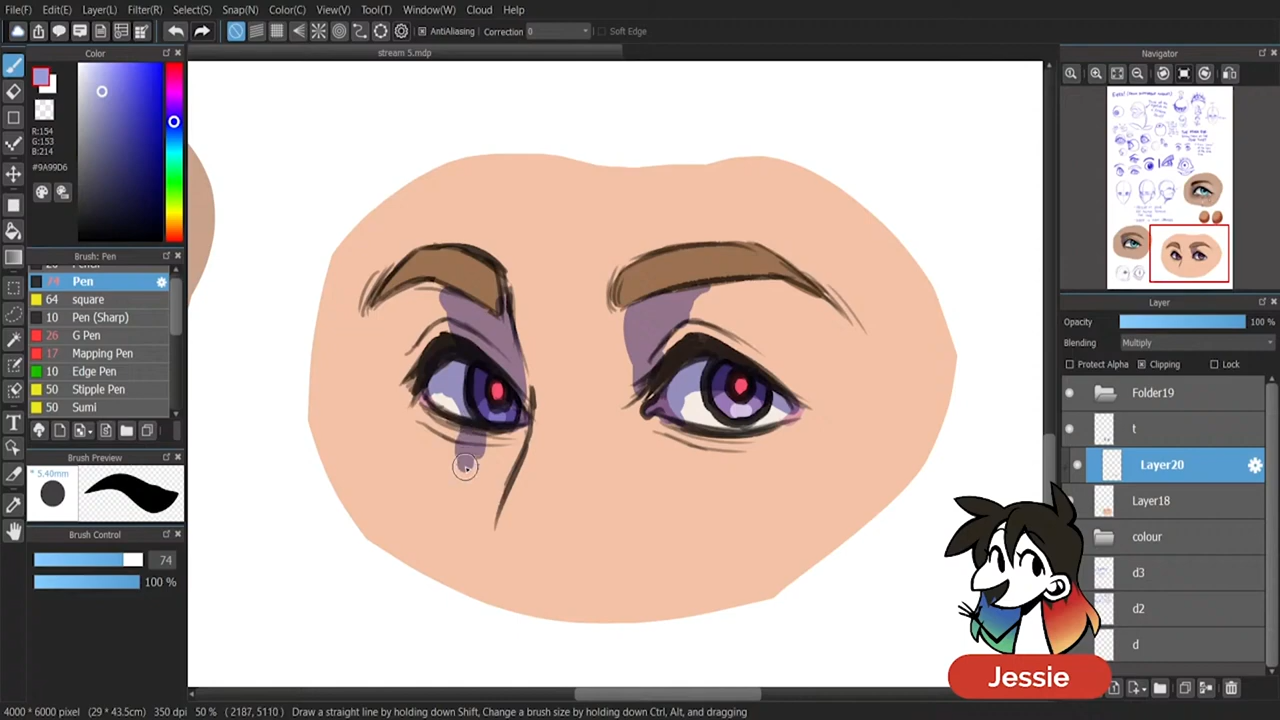 File(F) Edit(E) Layer(L) Filter(R) Select(S) Snap(N) Color(C) View(V) Tool(T) Window(W) Cloud Help
AntiAliasing Correction 0 Soft Edge
Color
stream 5.mdp
Navigator
R:154
G:153
B:214
#9A99D6
Brush: Pen
74 Pen
64 square
10 Pen (Sharp)
26 G Pen
17 Mapping Pen
10 Edge Pen
50 Stipple Pen
50 Sumi
Brush Preview
* 5.40mm
Brush Control
74
100 %
Layer
Opacity 100 %
Blending Multiply
Protect Alpha Clipping Lock
Folder19
t
Layer20
Layer18
colour
d3
d2
d
Jessie
4000 * 6000 pixel (29 * 43.5cm) 350 dpi 50 % (2187, 5110) Draw a straight line by holding down Shift, Change a brush size by holding down Ctrl, Alt, and dragging